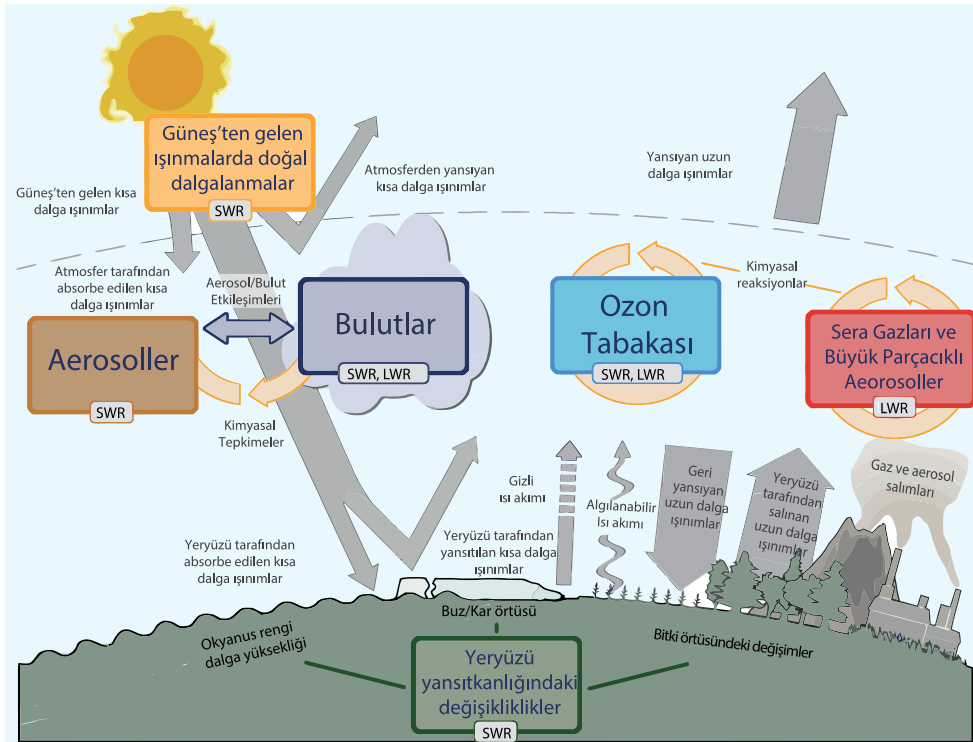 Güneş'ten gelen
ışınmalarda doğal
dalgalanmalar
SWR
Güneş'ten gelen kısa
dalga ışınımlar
Atmosferden yansıyan
kısa dalga ışınımlar
Yansıyan uzun
dalga ışınımlar
Atmosfer tarafından
absorbe edilen kısa
dalga ışınımlar
Aerosol/Bulut
Etkileşimleri
Kimyasal
reaksiyonlar
Aerosoller
SWR
Bulutlar
SWR, LWR
Ozon
Tabakası
SWR, LWR
Sera Gazları ve
Büyük Parçacıklı
Aeorosoller
LWR
Kimyasal
Tepkimeler
Gizli
ısı akımı
Algılanabilir
Isı akımı
Geri
yansıyan
uzun dalga
ışınımlar
Yeryüzü
tarafından
salınan
uzun dalga
ışınımlar
Gaz ve aerosol
salımları
Yeryüzü tarafından
absorbe edilen kısa
dalga ışınımlar
Yeryüzü tarafından
yansıtılan kısa dalga
ışınımlar
Buz/Kar örtüsü
Okyanus rengi
dalga yüksekliği
Bitki örtüsündeki değişimler
Yeryüzü
yansıtkanlığındaki
değişikliklikler
SWR